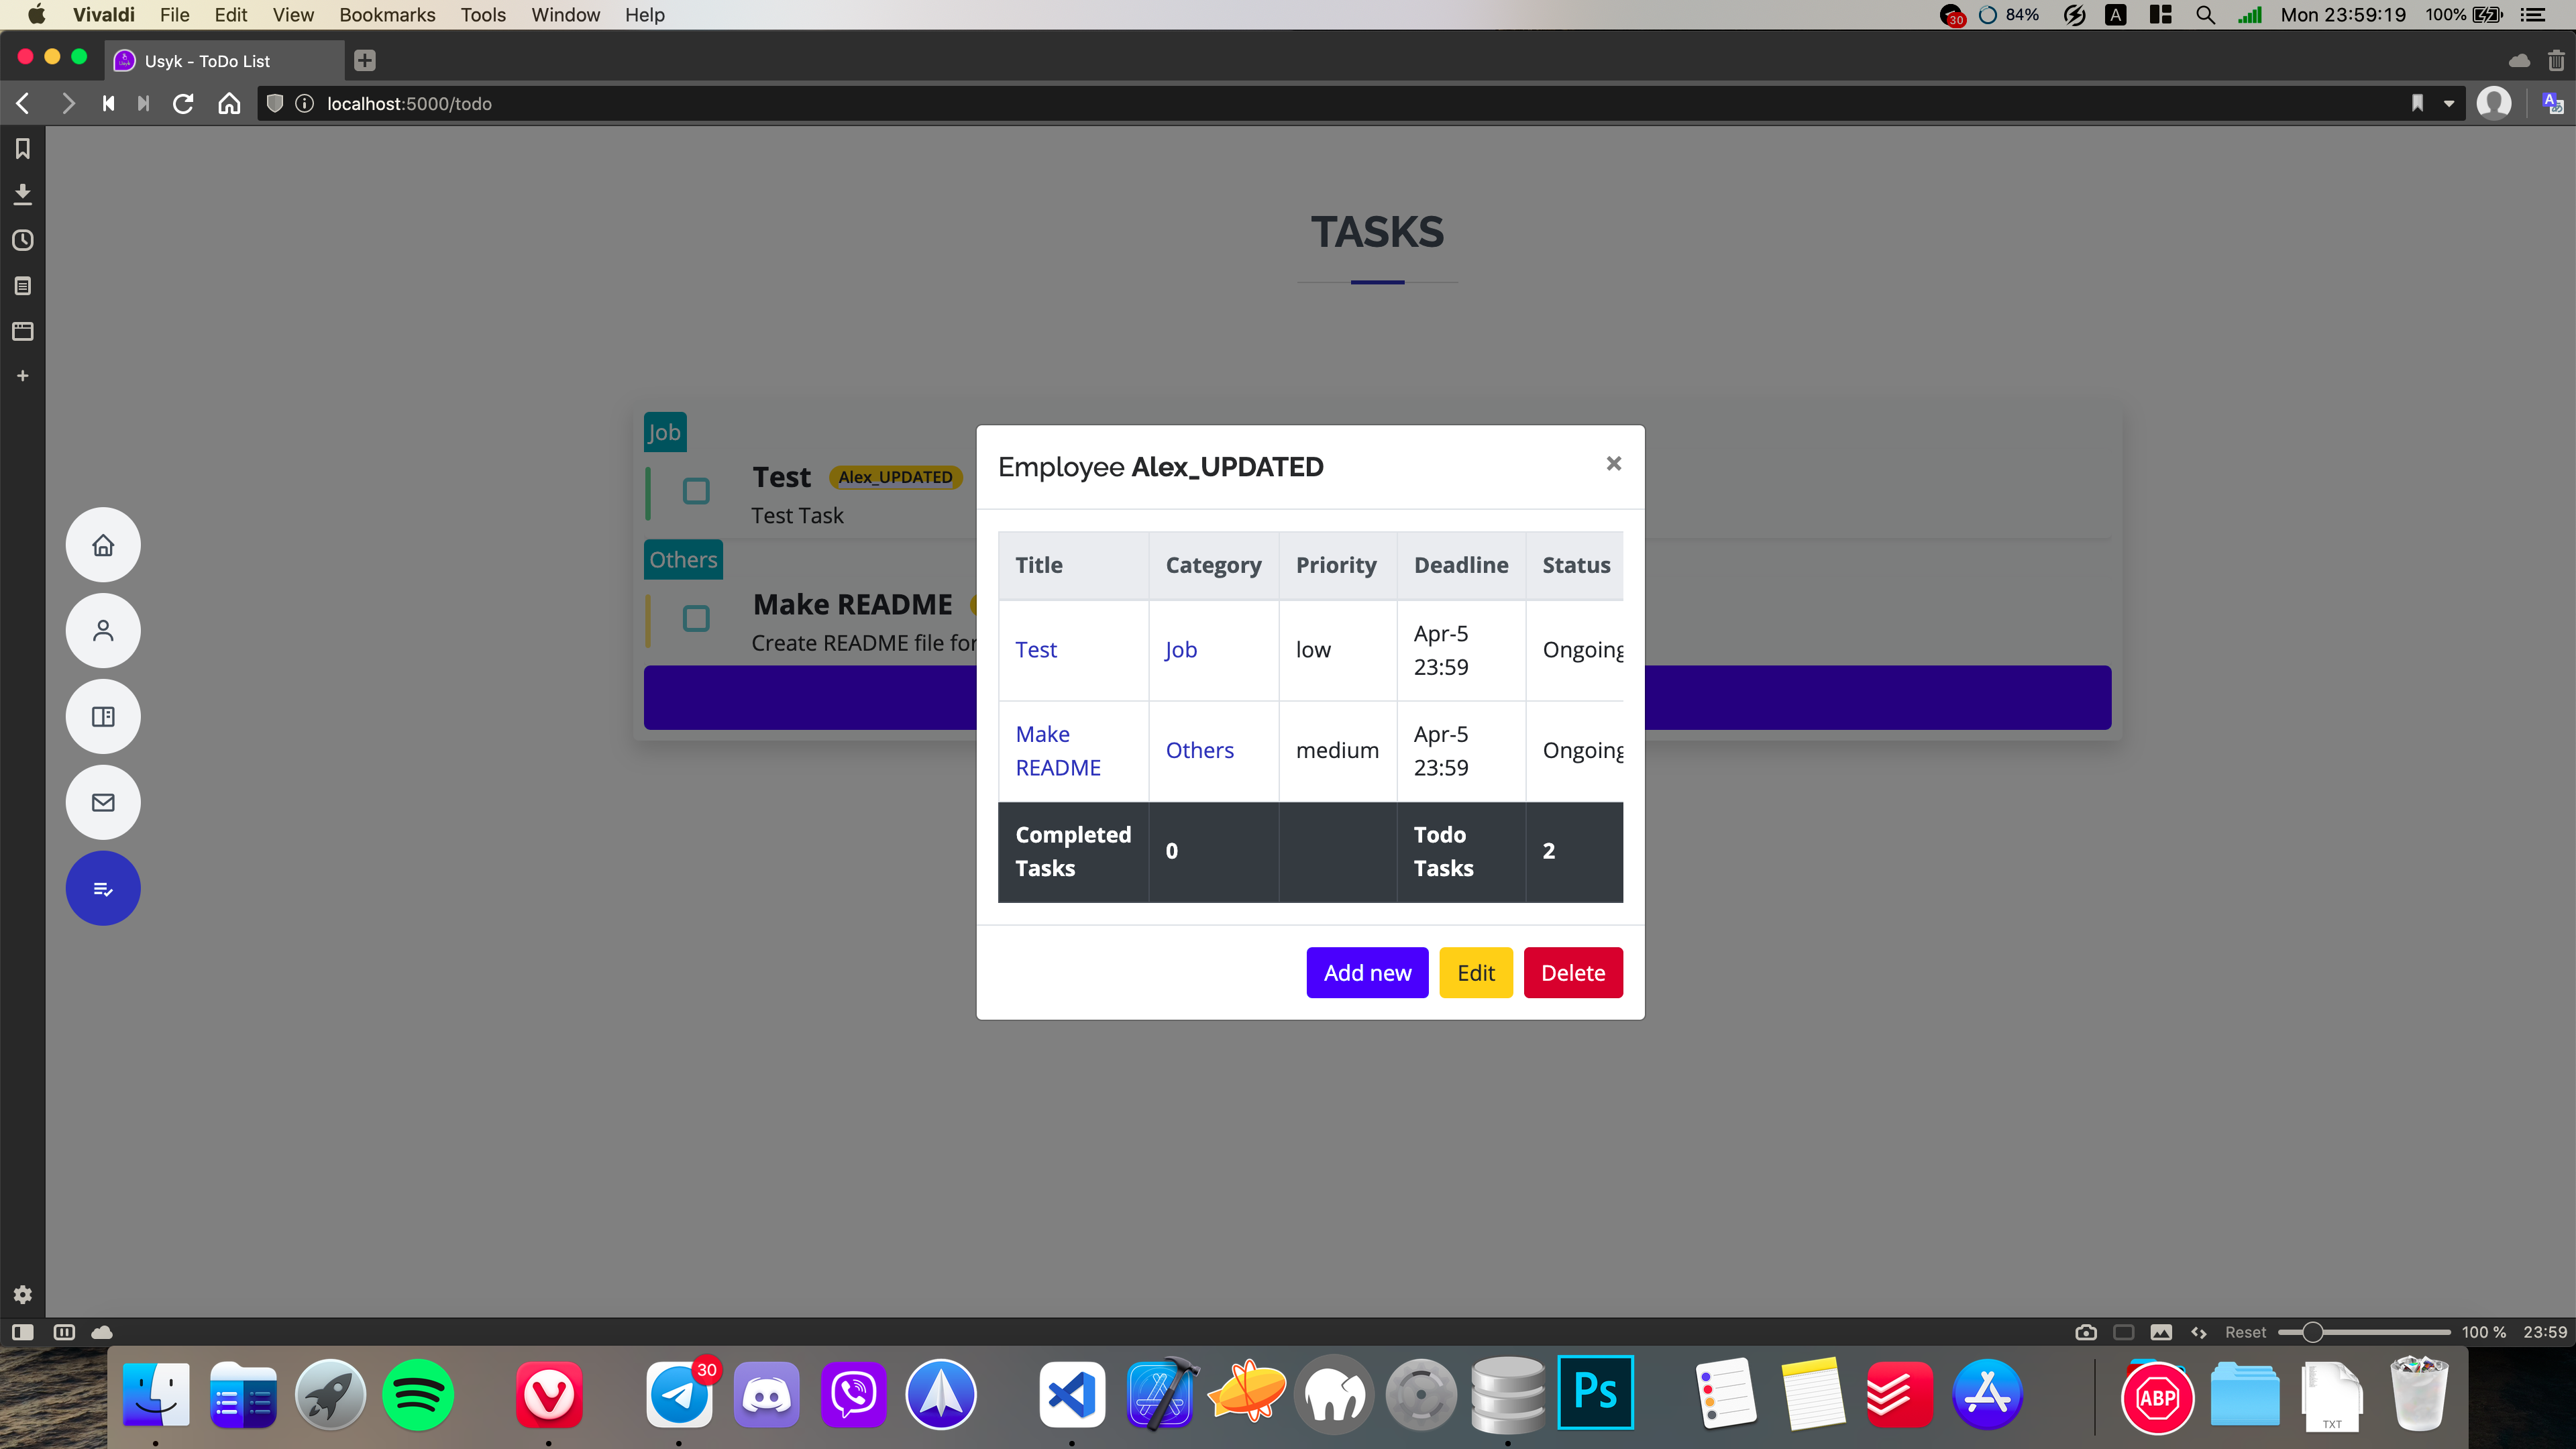 Vivaldi File Edit View Bookmarks Tools Window Help
30 84% A Mon 23:59:19 100%
Usyk - ToDo List
localhost:5000/todo
TASKS
Job
Test Alex_UPDATED
Test Task
Others
Make README
Create README file for
Employee Alex_UPDATED ×
Title Category Priority Deadline Status
Test Job low Apr-5 23:59 Ongoing
Make README Others medium Apr-5 23:59 Ongoing
Completed Tasks 0 Todo Tasks 2
Add new Edit Delete
Reset 100 % 23:59
30
Ps
ABP
TXT